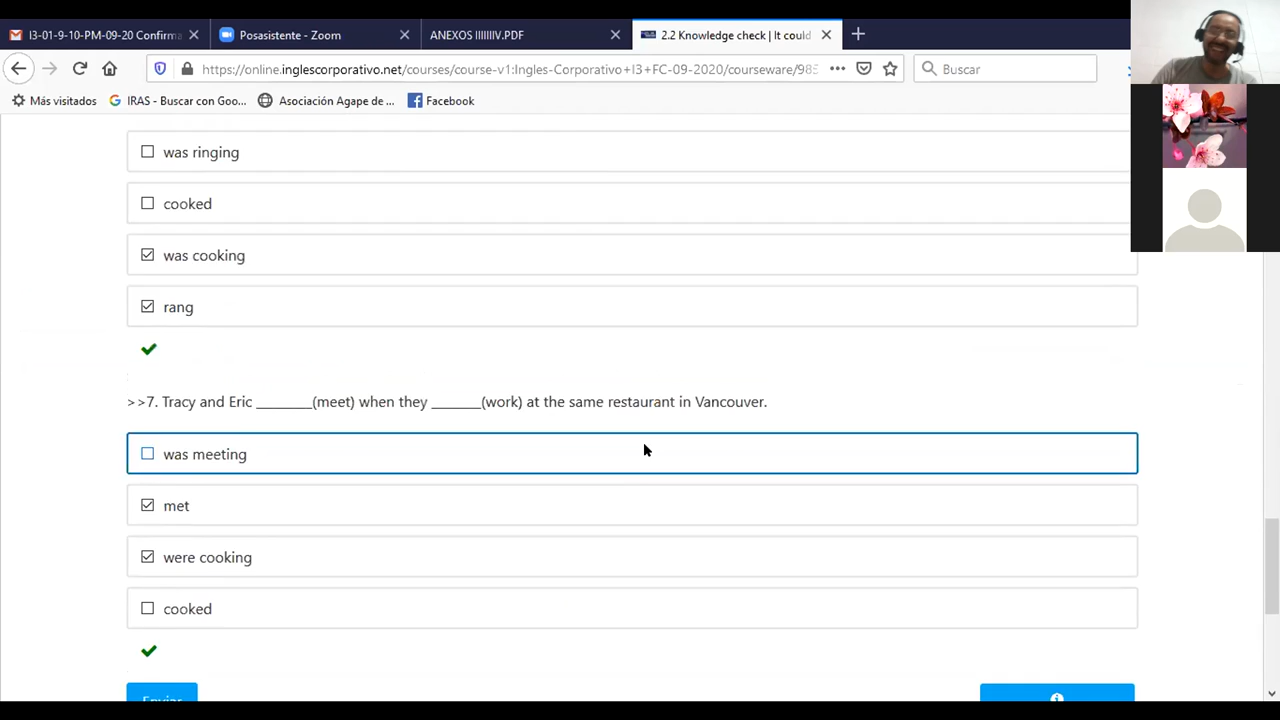 I3-01-9-10-PM-09-20 Confirma
Posasistente - Zoom
ANEXOS IIIIIIIV.PDF
2.2 Knowledge check | It could
https://online.inglescorporativo.net/courses/course-v1:Ingles-Corporativo+I3+FC-09-2020/courseware/985
Buscar
Más visitados
IRAS - Buscar con Goo...
Asociación Agape de ...
Facebook
was ringing
cooked
was cooking
rang
>>7. Tracy and Eric ________(meet) when they _______(work) at the same restaurant in Vancouver.
was meeting
met
were cooking
cooked
Enviar